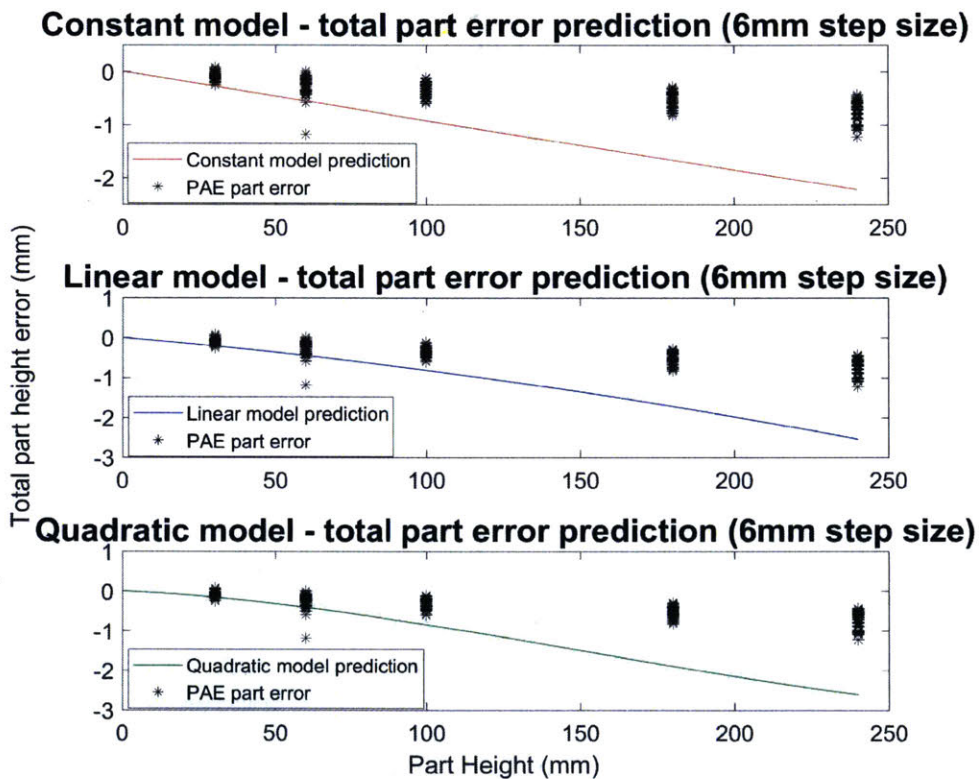 Constant model - total part error prediction (6mm step size)
0
-1
-2
Constant model prediction
PAE part error
0 50 100 150 200 250
Linear model - total part error prediction (6mm step size)
1
0
-1
-2
-3
Linear model prediction
PAE part error
0 50 100 150 200 250
Total part height error (mm)
Quadratic model - total part error prediction (6mm step size)
1
0
-1
-2
-3
Quadratic model prediction
PAE part error
0 50 100 150 200 250
Part Height (mm)